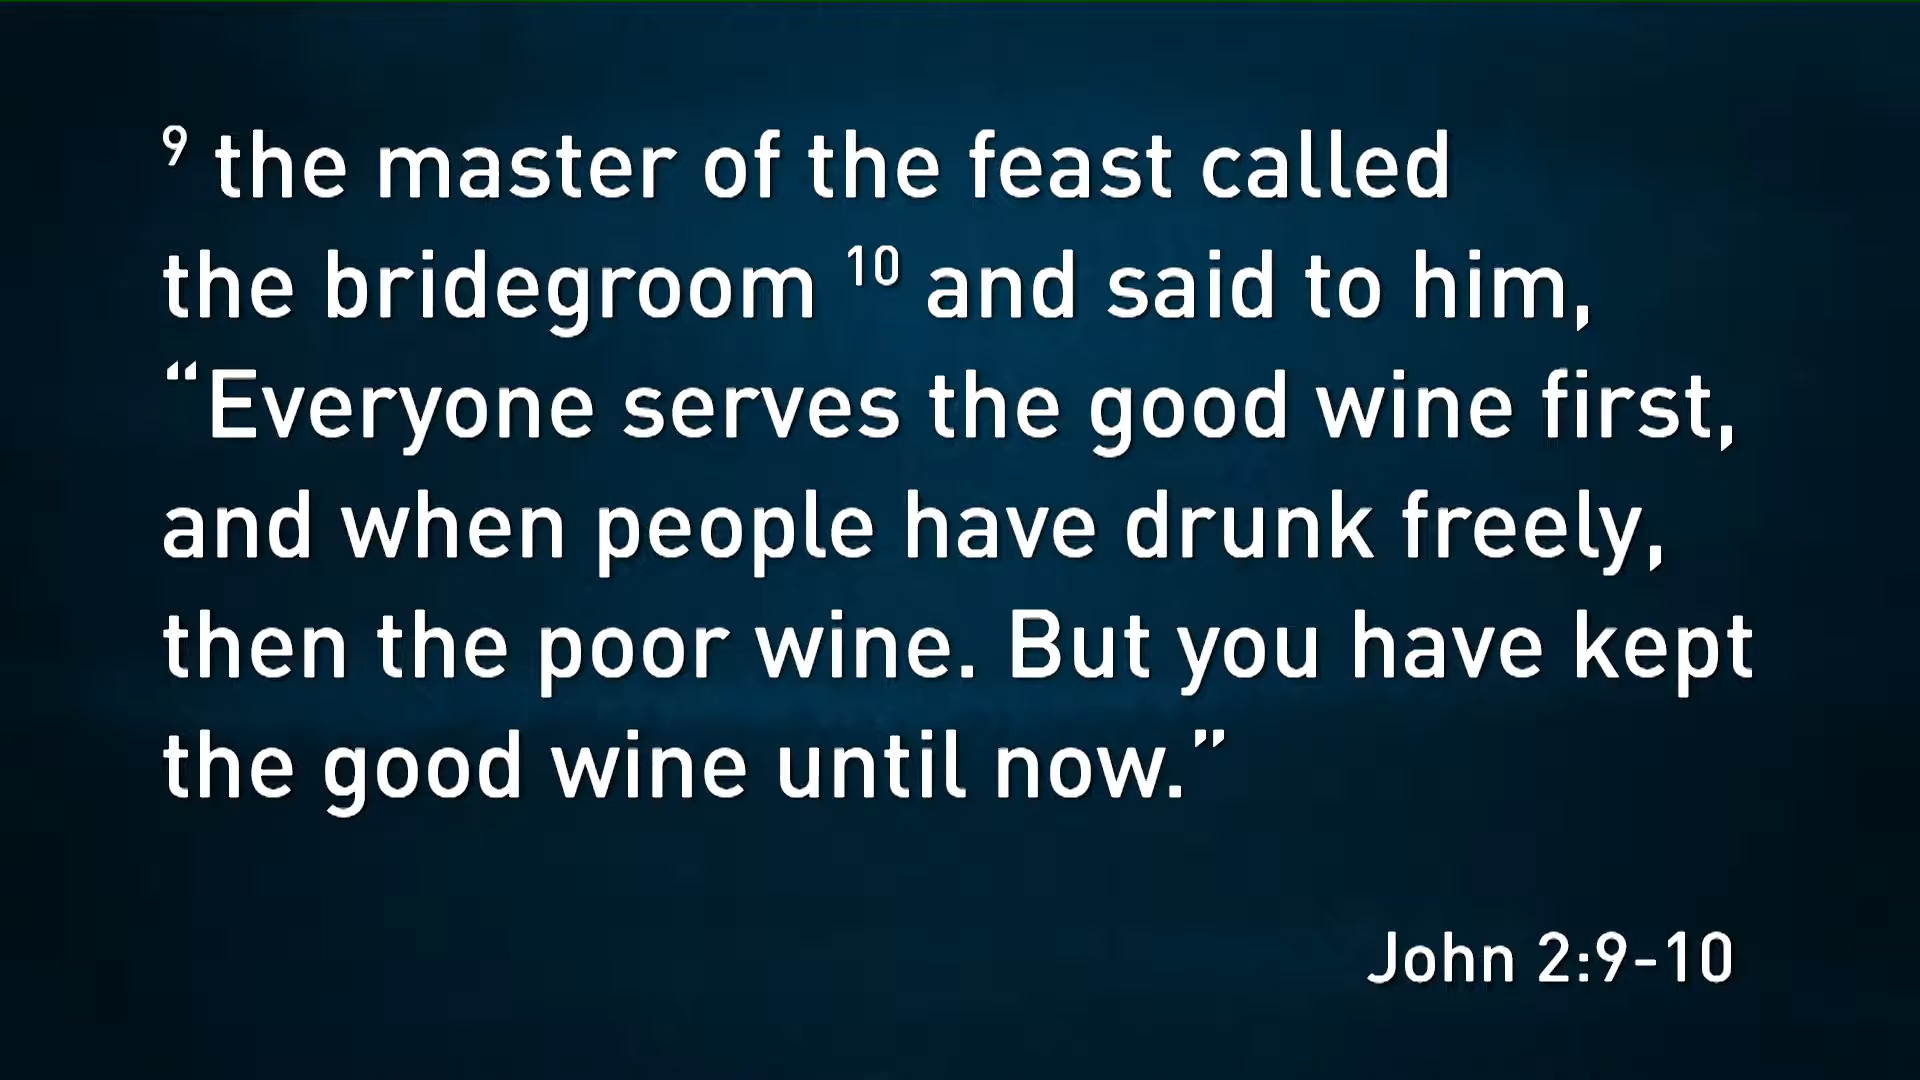 ⁹ the master of the feast called
the bridegroom ¹⁰ and said to him,
“Everyone serves the good wine first,
and when people have drunk freely,
then the poor wine. But you have kept
the good wine until now.”
John 2:9-10